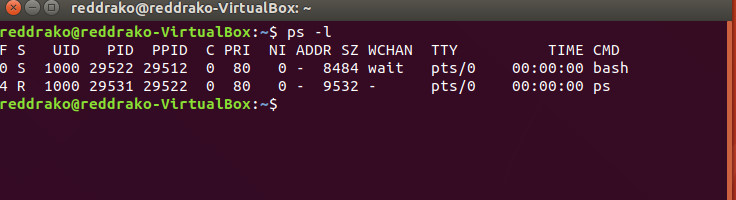 reddrako@reddrako-VirtualBox: ~
reddrako@reddrako-VirtualBox:~$ ps -l
F S   UID   PID  PPID  C PRI  NI ADDR SZ WCHAN  TTY          TIME CMD
0 S  1000 29522 29512  0  80   0 -  8484 wait   pts/0    00:00:00 bash
4 R  1000 29531 29522  0  80   0 -  9532 -      pts/0    00:00:00 ps
reddrako@reddrako-VirtualBox:~$